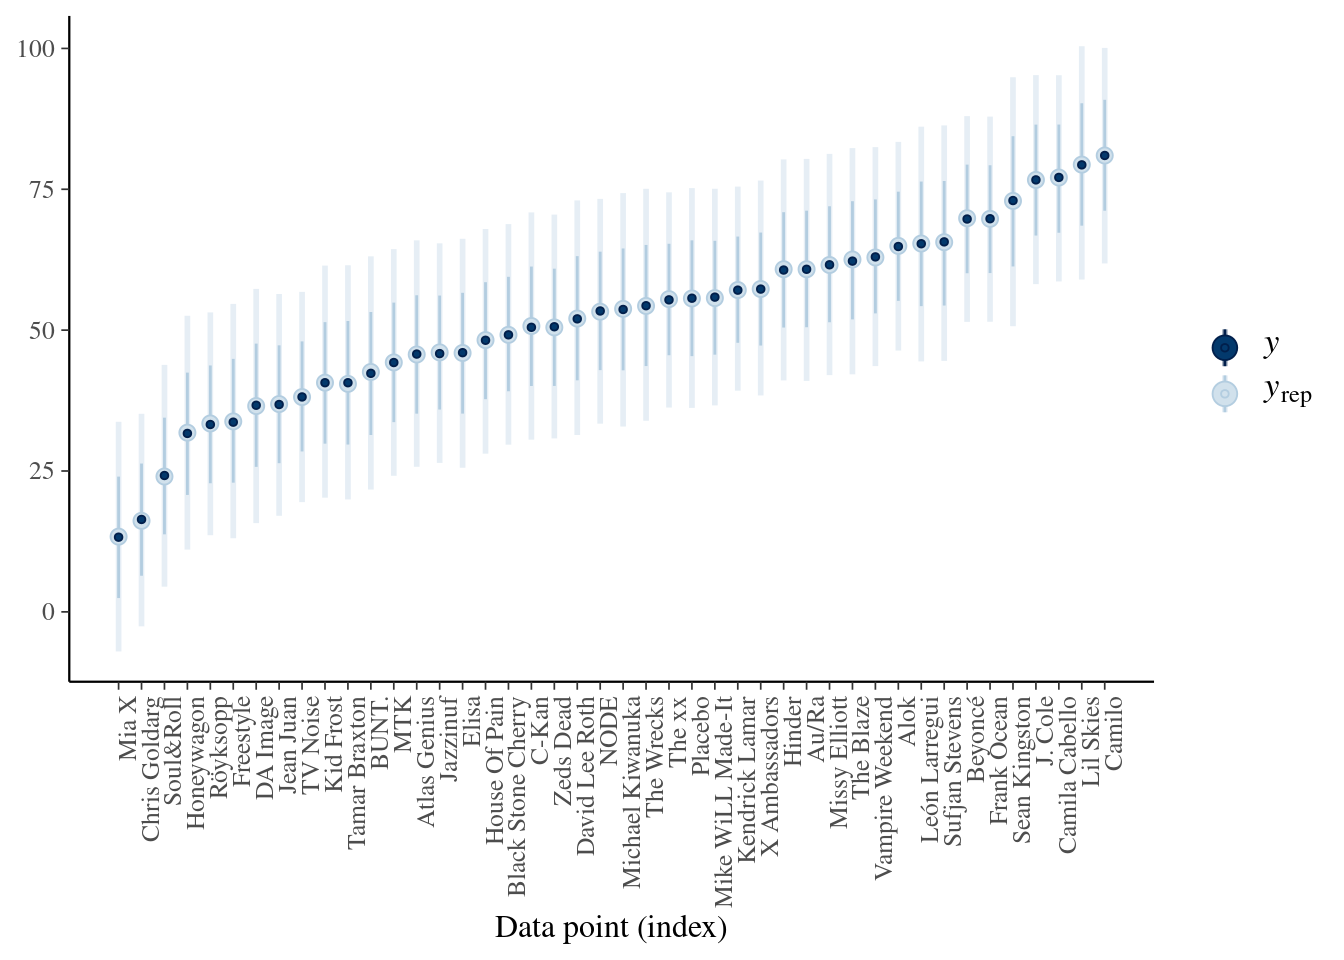 100
75
50
25
0
Mia X
Chris Goldarg
Soul&Roll
Honeywagon
Röyksopp
Freestyle
DA Image
Jean Juan
TV Noise
Kid Frost
Tamar Braxton
BUNT.
MTK
Atlas Genius
Jazzinuf
Elisa
House Of Pain
Black Stone Cherry
C-Kan
Zeds Dead
David Lee Roth
NODE
Michael Kiwanuka
The Wrecks
The xx
Placebo
Mike WiLL Made-It
Kendrick Lamar
X Ambassadors
Hinder
Au/Ra
Missy Elliott
The Blaze
Vampire Weekend
Alok
León Larregui
Sufjan Stevens
Beyoncé
Frank Ocean
Sean Kingston
J. Cole
Camila Cabello
Lil Skies
Camilo
Data point (index)
y
yrep